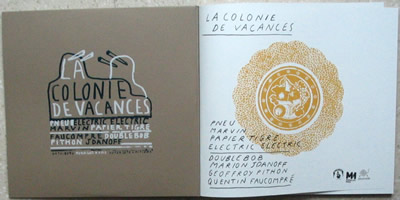 LA
COLONIE
DE VACANCES
PNEU ELECTRIC ELECTRIC
MARVIN PAPIER TIGRE
FAUCOMPRÉ DOUBLEBOB
PITHON JOANOFF
LA COLONIE
DE VACANCES
PNEU
MARVIN
PAPIER TIGRE
ELECTRIC ELECTRIC
DOUBLEBOB
MARION JOANOFF
GEOFFROY PITHON
QUENTIN FAUCOMPRÉ